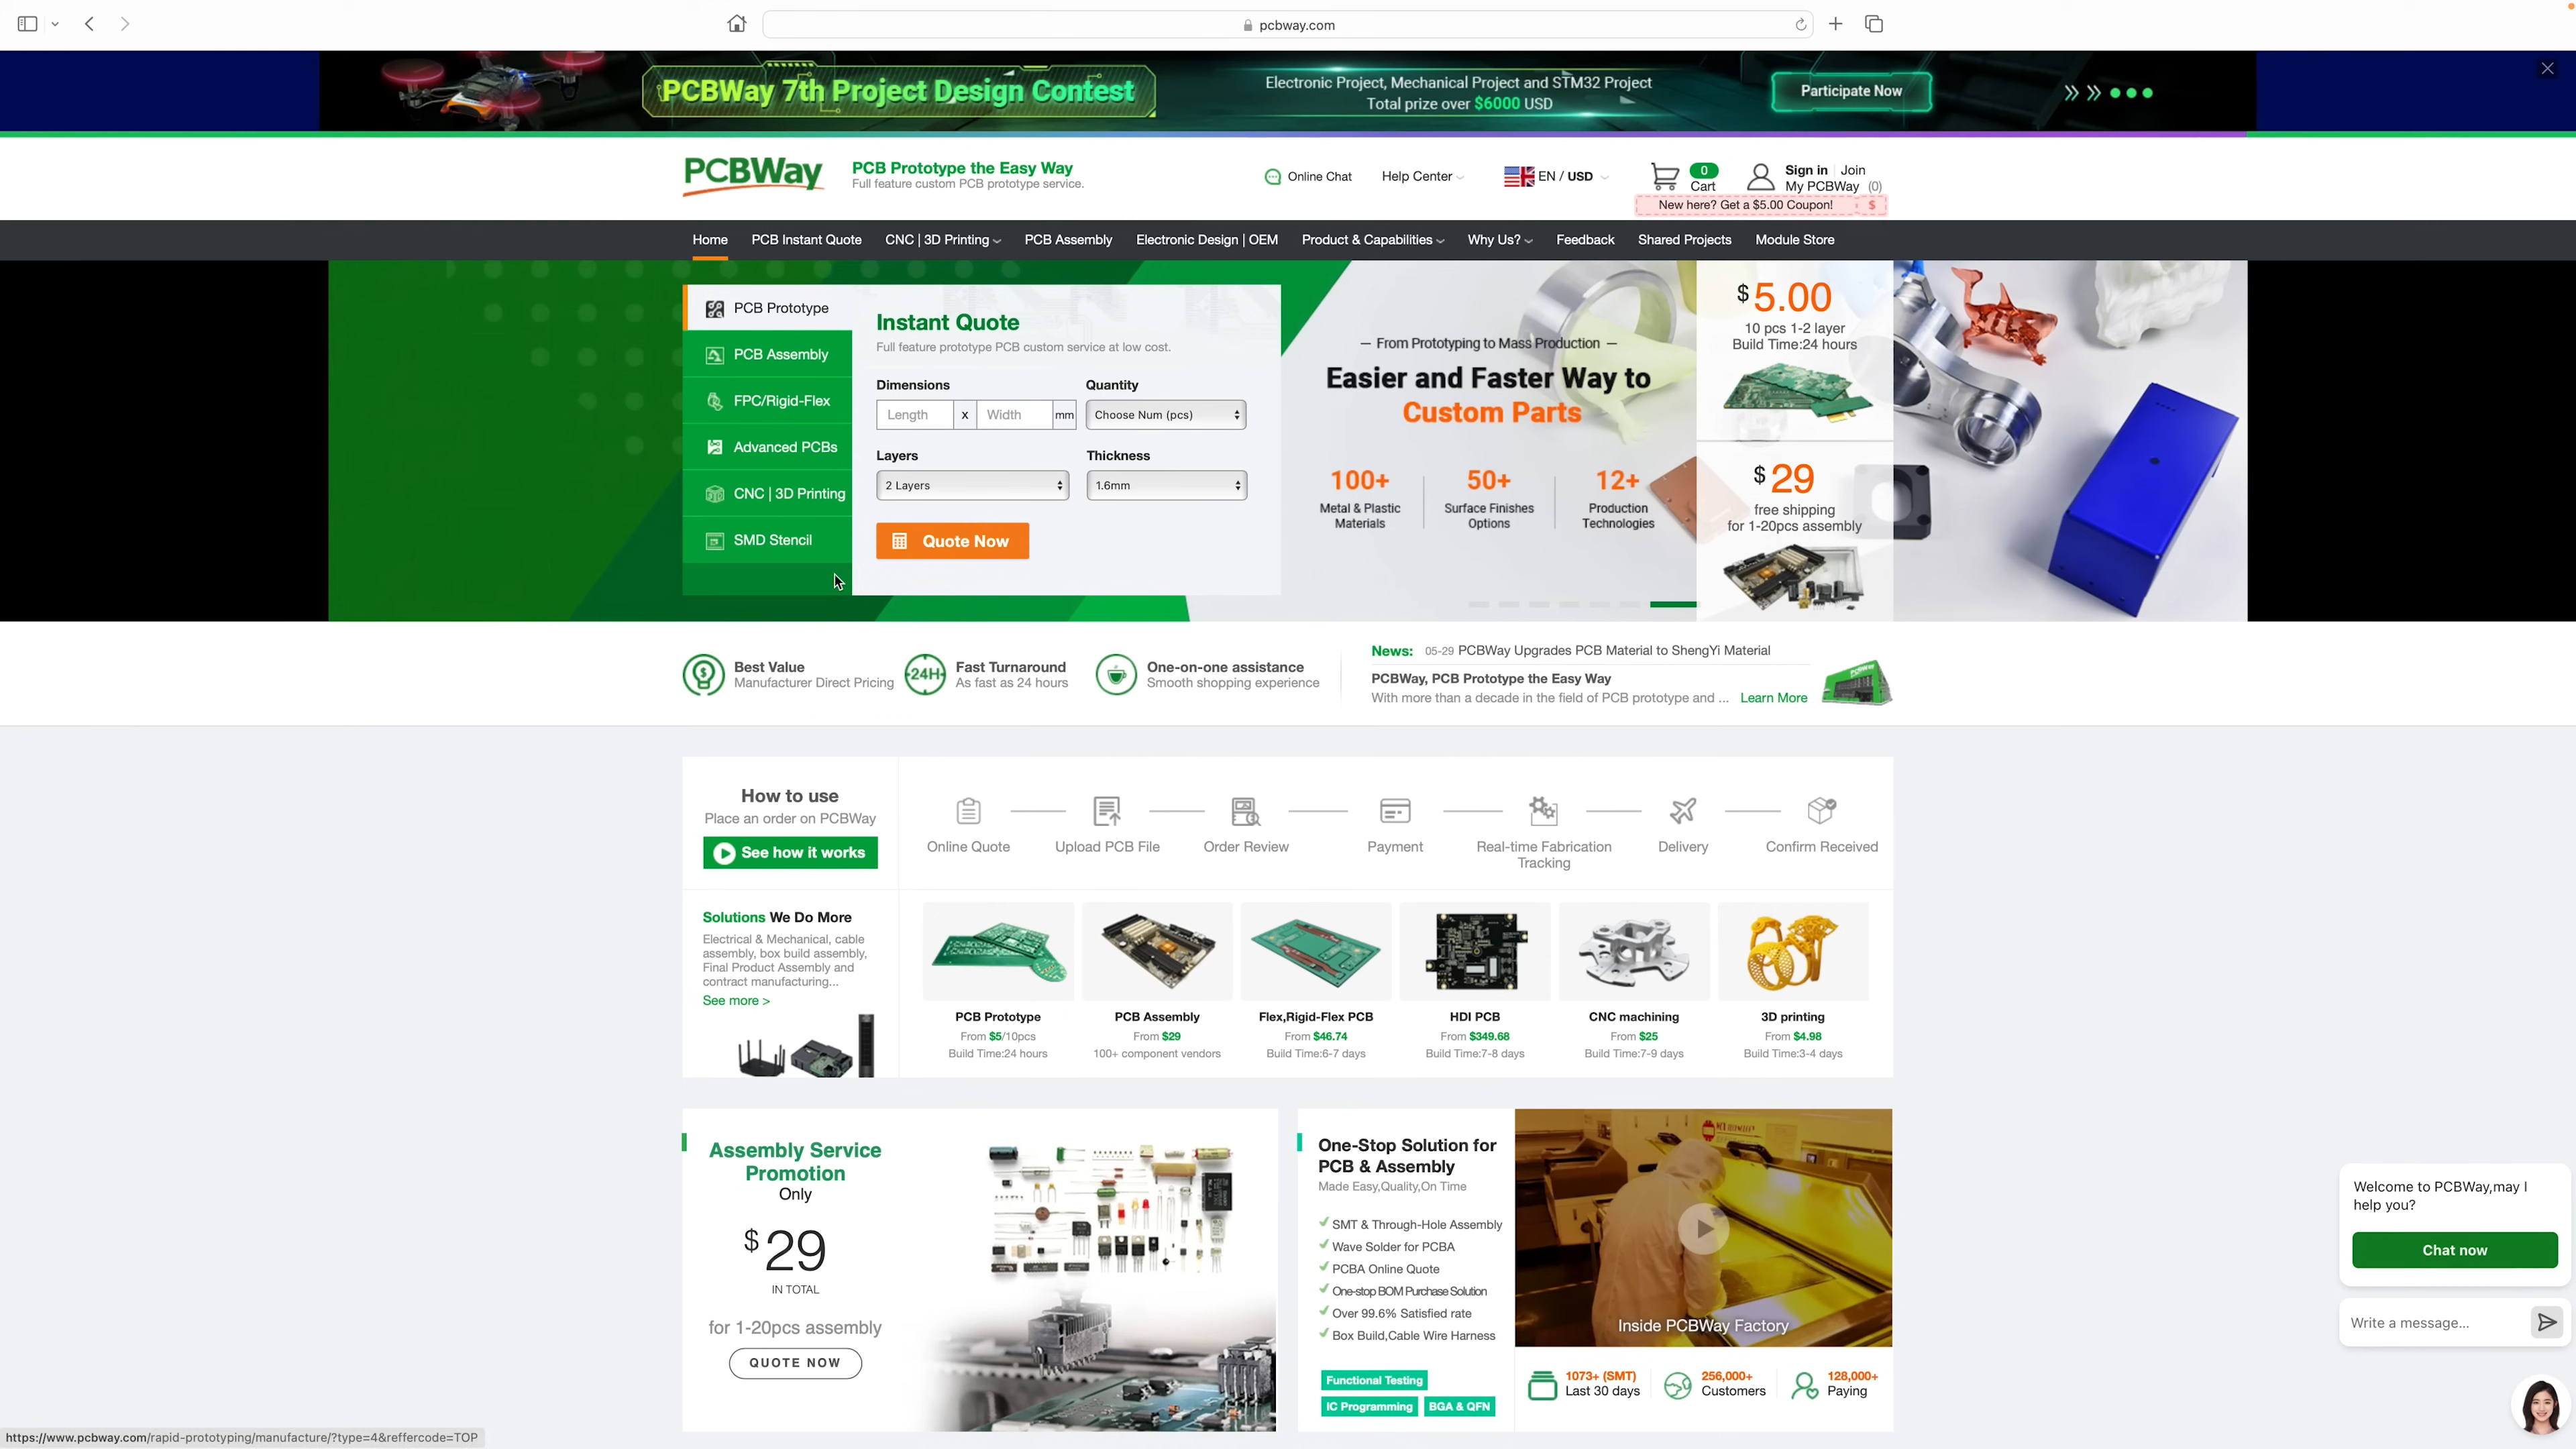 pcbway.com
PCBWay 7th Project Design Contest
Electronic Project, Mechanical Project and STM32 Project
Total prize over $6000 USD
Participate Now
PCBWay
PCB Prototype the Easy Way
Full feature custom PCB prototype service.
Online Chat
Help Center
EN / USD
0
Cart
Sign in
Join
My PCBWay (0)
New here? Get a $5.00 Coupon!
$
Home
PCB Instant Quote
CNC | 3D Printing
PCB Assembly
Electronic Design | OEM
Product & Capabilities
Why Us?
Feedback
Shared Projects
Module Store
PCB Prototype
PCB Assembly
FPC/Rigid-Flex
Advanced PCBs
CNC | 3D Printing
SMD Stencil
Instant Quote
Full feature prototype PCB custom service at low cost.
Dimensions
Quantity
Length x Width mm
Choose Num (pcs)
Layers
Thickness
2 Layers
1.6mm
Quote Now
— From Prototyping to Mass Production —
Easier and Faster Way to
Custom Parts
100+
Metal & Plastic
Materials
50+
Surface Finishes
Options
12+
Production
Technologies
$5.00
10 pcs 1-2 layer
Build Time:24 hours
$29
free shipping
for 1-20pcs assembly
Best Value
Manufacturer Direct Pricing
24H
Fast Turnaround
As fast as 24 hours
One-on-one assistance
Smooth shopping experience
News: 05-29 PCBWay Upgrades PCB Material to ShengYi Material
PCBWay, PCB Prototype the Easy Way
With more than a decade in the field of PCB prototype and ... Learn More
How to use
Place an order on PCBWay
See how it works
Online Quote
Upload PCB File
Order Review
Payment
Real-time Fabrication
Tracking
Delivery
Confirm Received
Solutions We Do More
Electrical & Mechanical, cable
assembly, box build assembly,
Final Product Assembly and
contract manufacturing...
See more >
PCB Prototype
From $5/10pcs
Build Time:24 hours
PCB Assembly
From $29
100+ component vendors
Flex,Rigid-Flex PCB
From $46.74
Build Time:6-7 days
HDI PCB
From $349.68
Build Time:7-8 days
CNC machining
From $25
Build Time:7-9 days
3D printing
From $4.98
Build Time:3-4 days
Assembly Service
Promotion
Only
$29
IN TOTAL
for 1-20pcs assembly
QUOTE NOW
One-Stop Solution for
PCB & Assembly
Made Easy,Quality,On Time
SMT & Through-Hole Assembly
Wave Solder for PCBA
PCBA Online Quote
One-stop BOM Purchase Solution
Over 99.6% Satisfied rate
Box Build,Cable Wire Harness
Functional Testing
IC Programming
BGA & QFN
Inside PCBWay Factory
1073+ (SMT)
Last 30 days
256,000+
Customers
128,000+
Paying
Welcome to PCBWay,may I
help you?
Chat now
Write a message...
https://www.pcbway.com/rapid-prototyping/manufacture/?type=4&reffercode=TOP